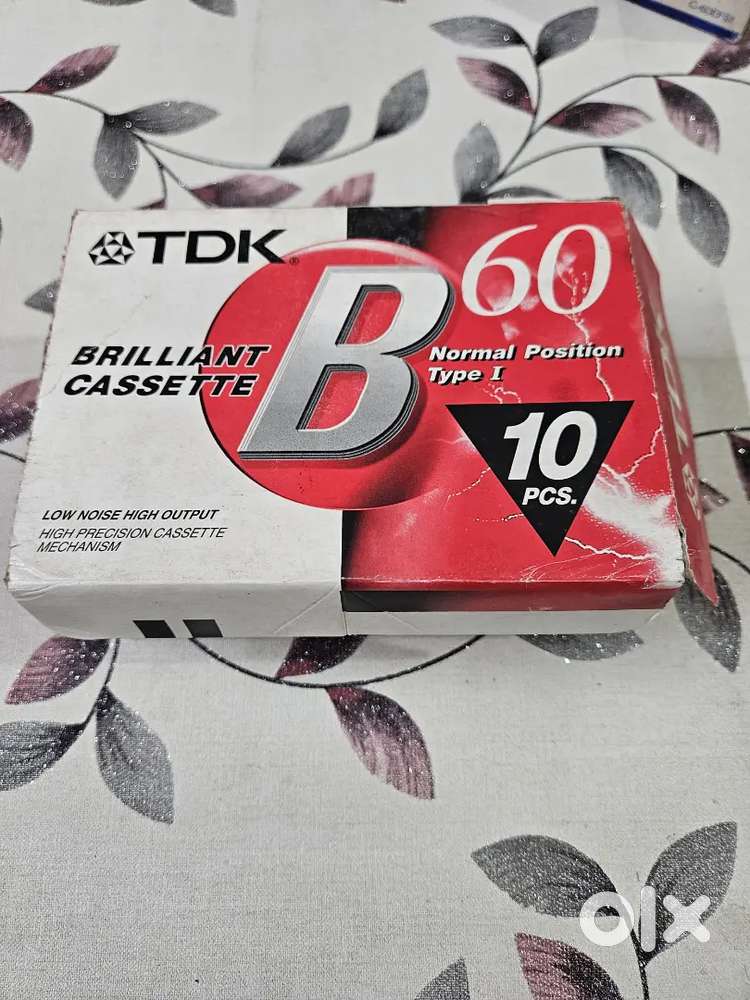 TDK®
BRILLIANT
CASSETTE
B
60
Normal Position
Type I
10
PCS.
LOW NOISE HIGH OUTPUT
HIGH PRECISION CASSETTE
MECHANISM
olx